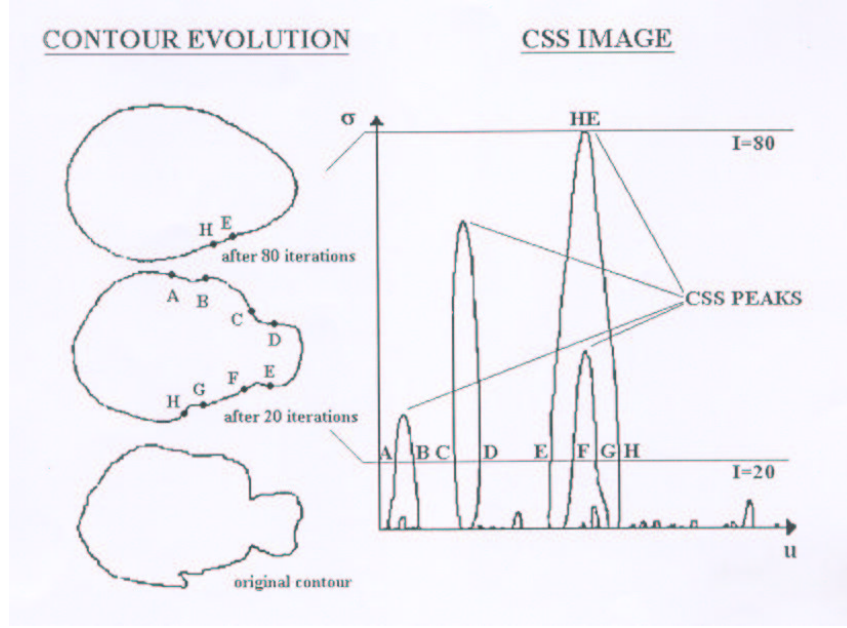 CONTOUR EVOLUTION
CSS IMAGE
σ
HE
I=80
H E
after 80 iterations
A B
C
D
CSS PEAKS
H G F E
after 20 iterations
A B C D E F G H
I=20
u
original contour